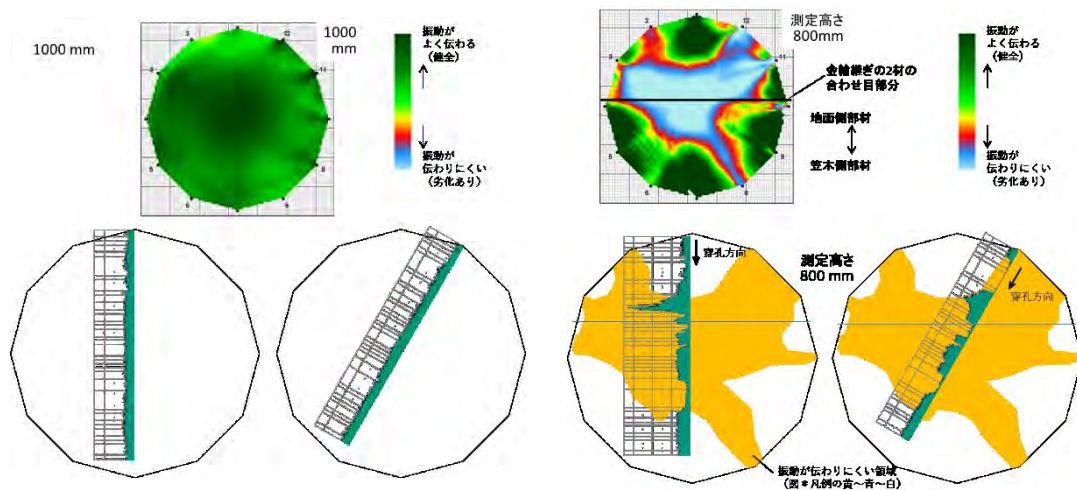 1000 mm
1000
mm
振動が
よく伝わる
(健全)
振動が
伝わりにくい
(劣化あり)
測定高さ
800mm
金輪継ぎの2材の
合わせ目部分
地面側部材
笠木側部材
振動が
よく伝わる
(健全)
振動が
伝わりにくい
(劣化あり)
穿孔方向
測定高さ
800 mm
穿孔方向
振動が伝わりにくい領域
(図*凡例の黄～青～白)